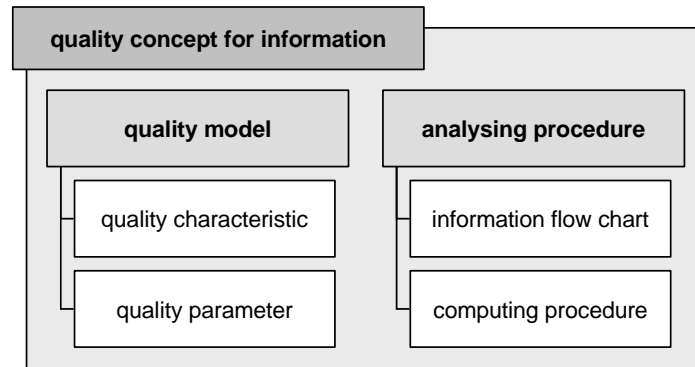 quality concept for information
quality model
quality characteristic
quality parameter
analysing procedure
information flow chart
computing procedure